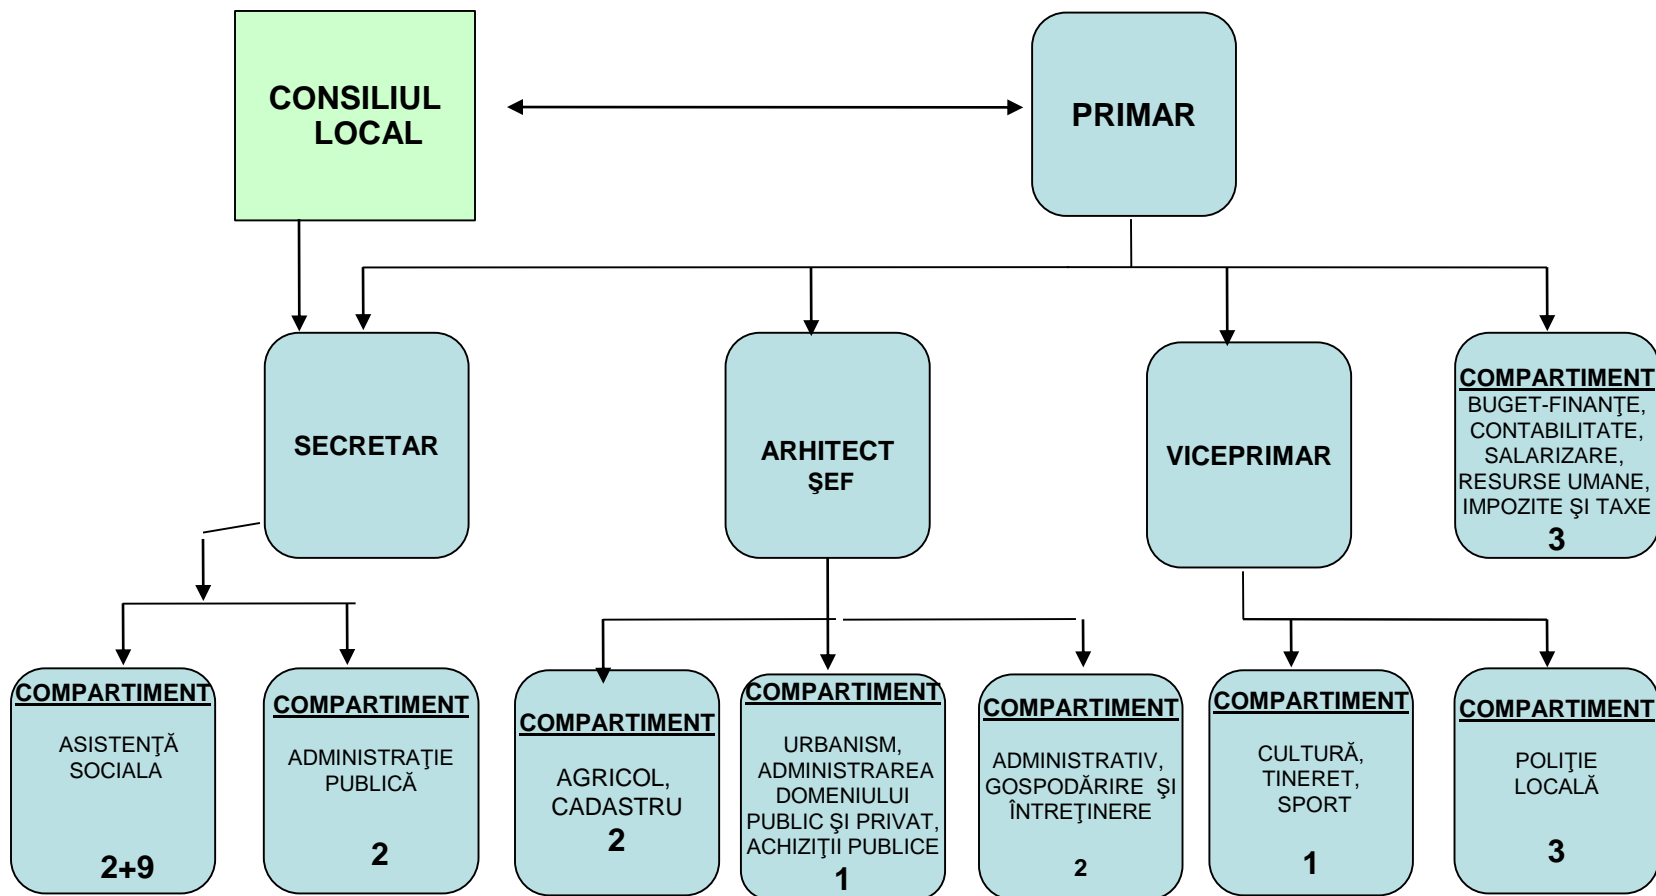 CONSILIUL
LOCAL
PRIMAR
SECRETAR
ARHITECT
ŞEF
VICEPRIMAR
COMPARTIMENT
BUGET-FINANŢE,
CONTABILITATE,
SALARIZARE,
RESURSE UMANE,
IMPOZITE ŞI TAXE
3
COMPARTIMENT
ASISTENŢĂ
SOCIALA
2+9
COMPARTIMENT
ADMINISTRAŢIE
PUBLICĂ
2
COMPARTIMENT
AGRICOL,
CADASTRU
2
COMPARTIMENT
URBANISM,
ADMINISTRAREA
DOMENIULUI
PUBLIC ŞI PRIVAT,
ACHIZIŢII PUBLICE
1
COMPARTIMENT
ADMINISTRATIV,
GOSPODĂRIRE ŞI
ÎNTREŢINERE
2
COMPARTIMENT
CULTURĂ,
TINERET,
SPORT
1
COMPARTIMENT
POLIŢIE
LOCALĂ
3